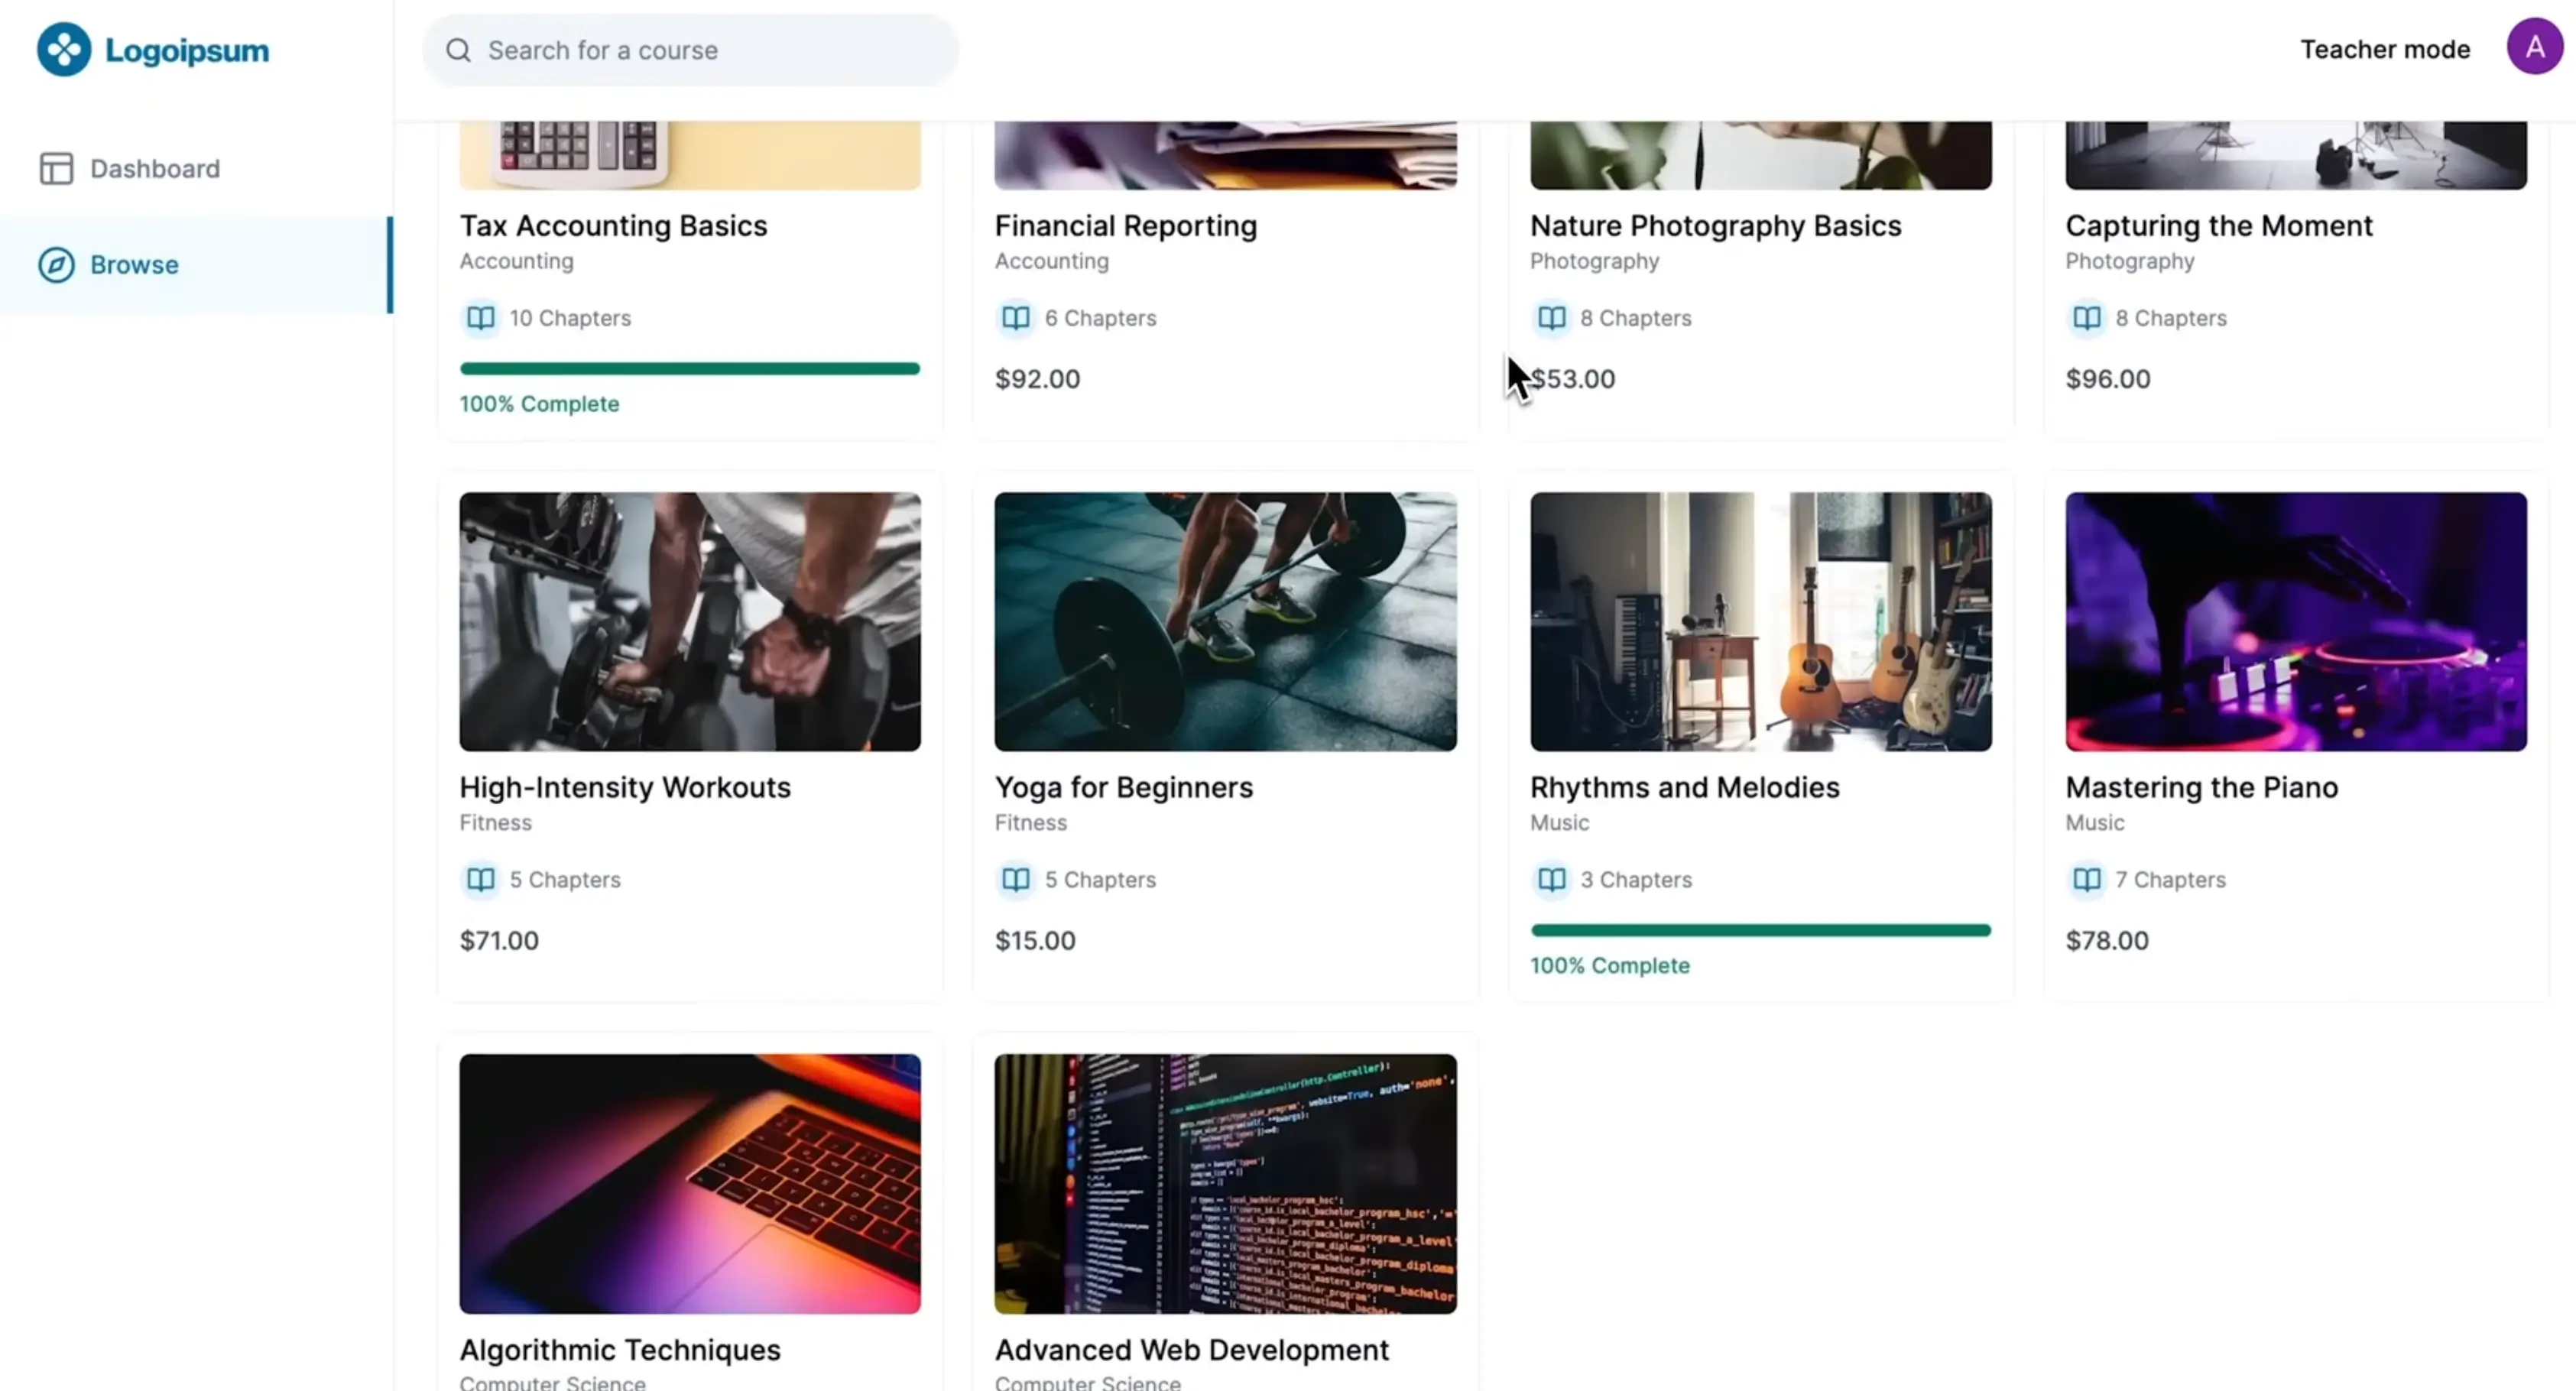 Logoipsum
Search for a course
Teacher mode
A
Dashboard
Browse
Tax Accounting Basics
Accounting
10 Chapters
100% Complete
Financial Reporting
Accounting
6 Chapters
$92.00
Nature Photography Basics
Photography
8 Chapters
$53.00
Capturing the Moment
Photography
8 Chapters
$96.00
High-Intensity Workouts
Fitness
5 Chapters
$71.00
Yoga for Beginners
Fitness
5 Chapters
$15.00
Rhythms and Melodies
Music
3 Chapters
100% Complete
Mastering the Piano
Music
7 Chapters
$78.00
Algorithmic Techniques
Computer Science
Advanced Web Development
Computer Science